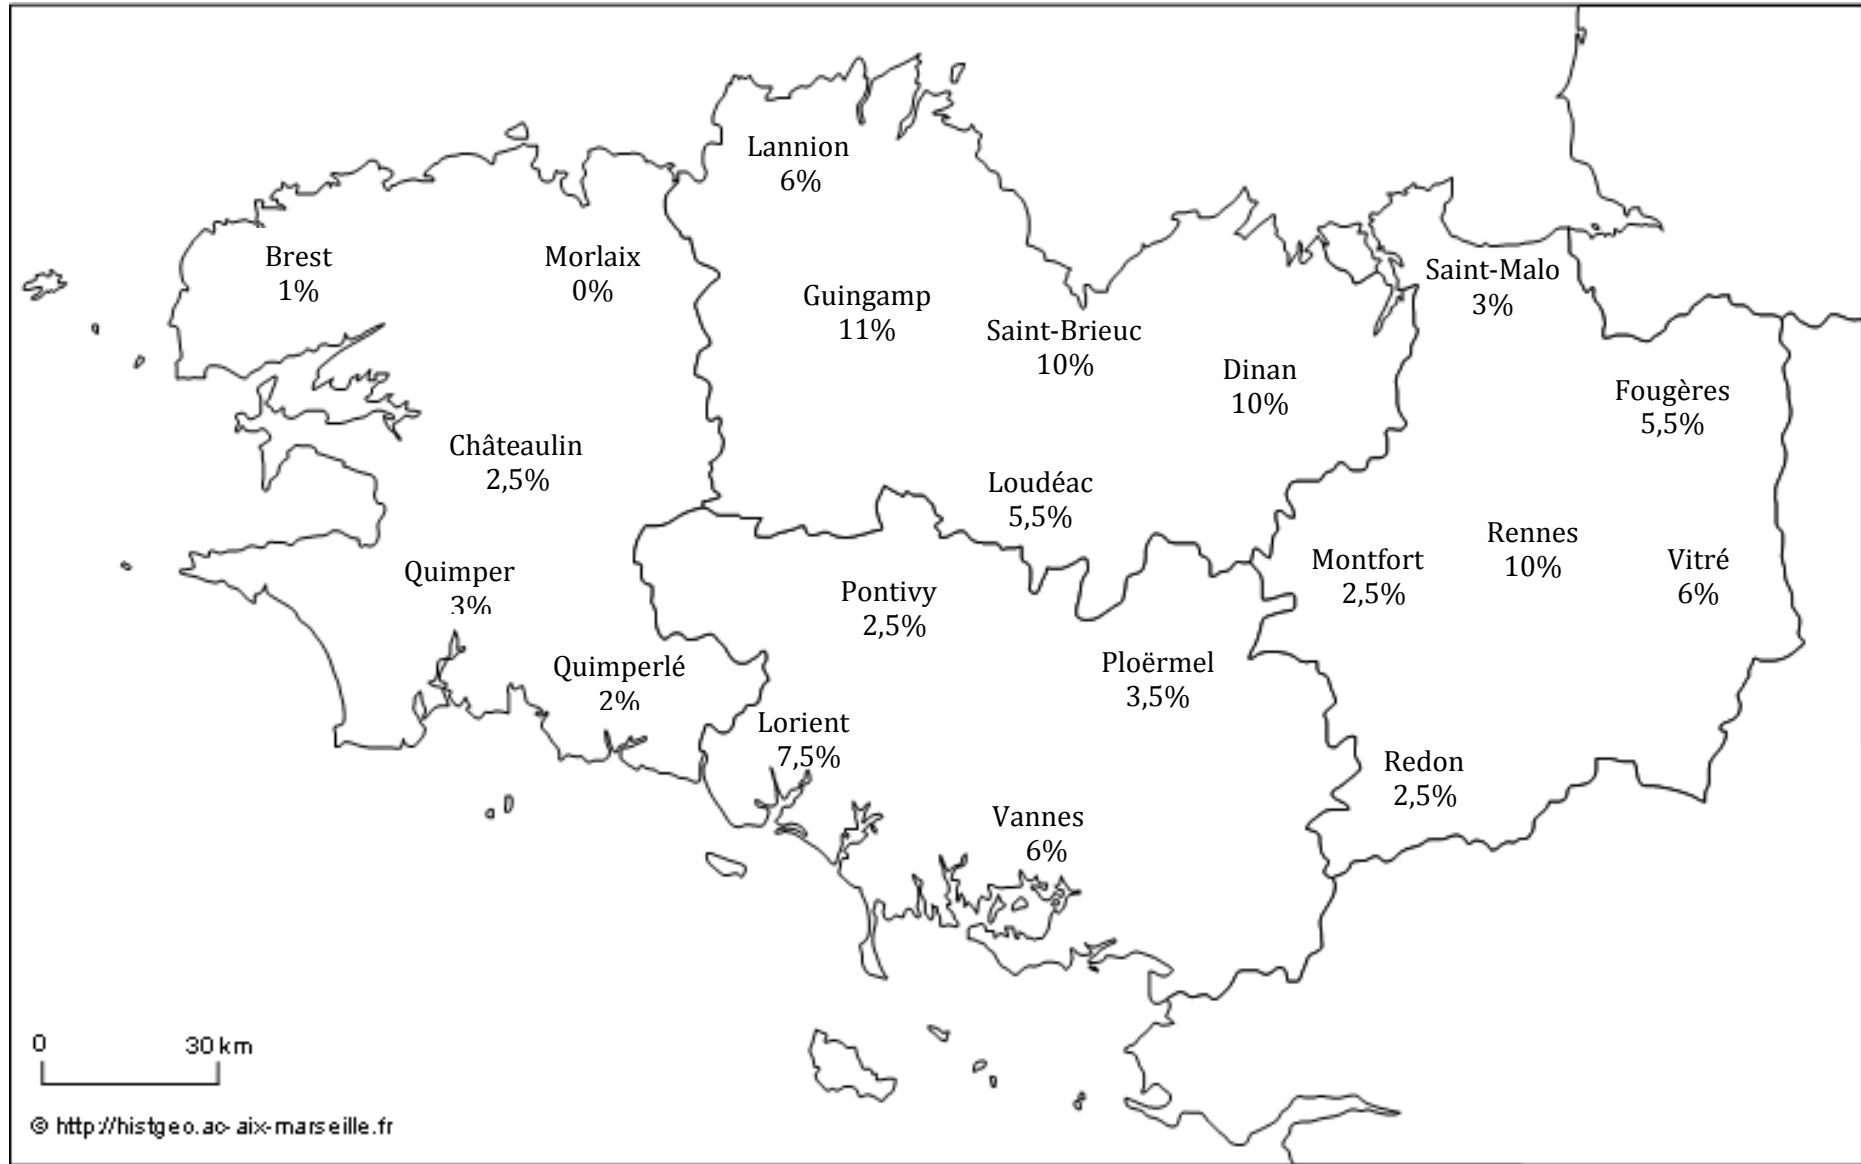 Lannion
6%
Brest
1%
Morlaix
0%
Guingamp
11%
Saint-Brieuc
10%
Dinan
10%
Saint-Malo
3%
Fougères
5,5%
Châteaulin
2,5%
Loudéac
5,5%
Quimper
3%
Pontivy
2,5%
Montfort
2,5%
Rennes
10%
Vitré
6%
Quimperlé
2%
Ploërmel
3,5%
Lorient
7,5%
Redon
2,5%
Vannes
6%
0 30 km
© http://histgeo.ac-aix-marseille.fr